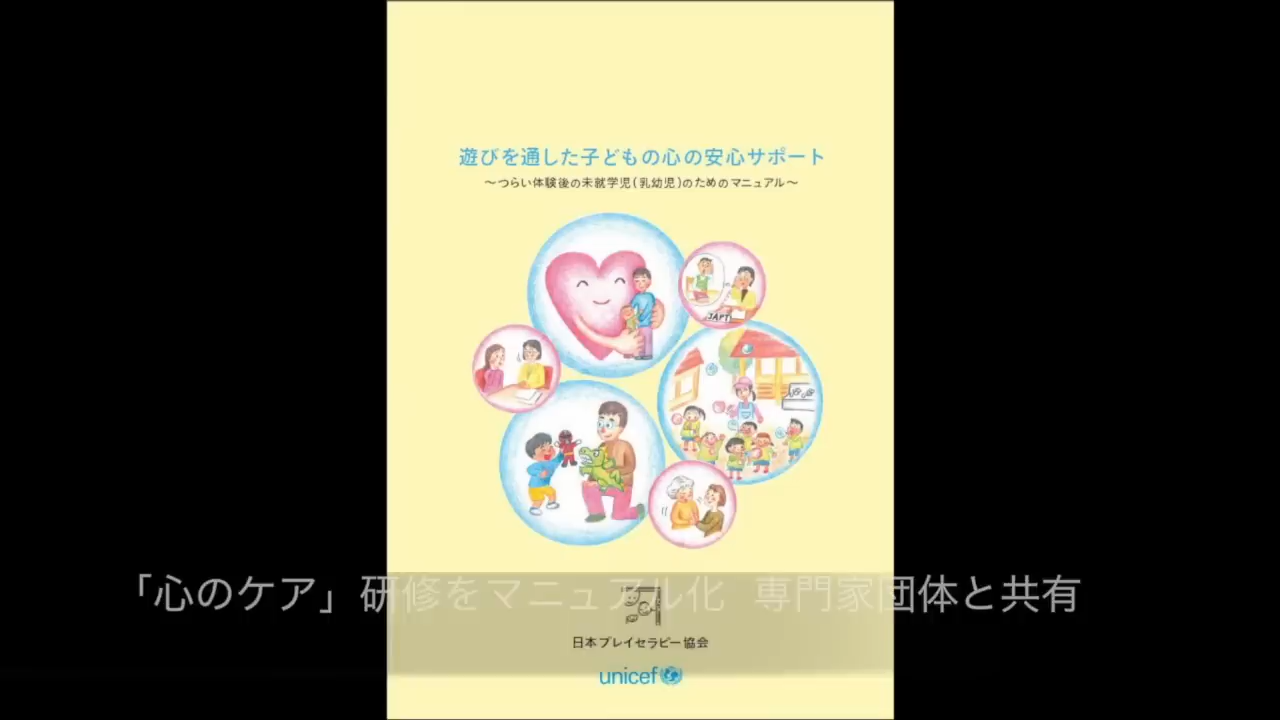 遊びを通した子どもの心の安心サポート
～つらい体験後の未就学児(乳幼児)のためのマニュアル～
JAPT
「心のケア」研修をマニュアル化 専門家団体と共有
日本プレイセラピー協会
unicef